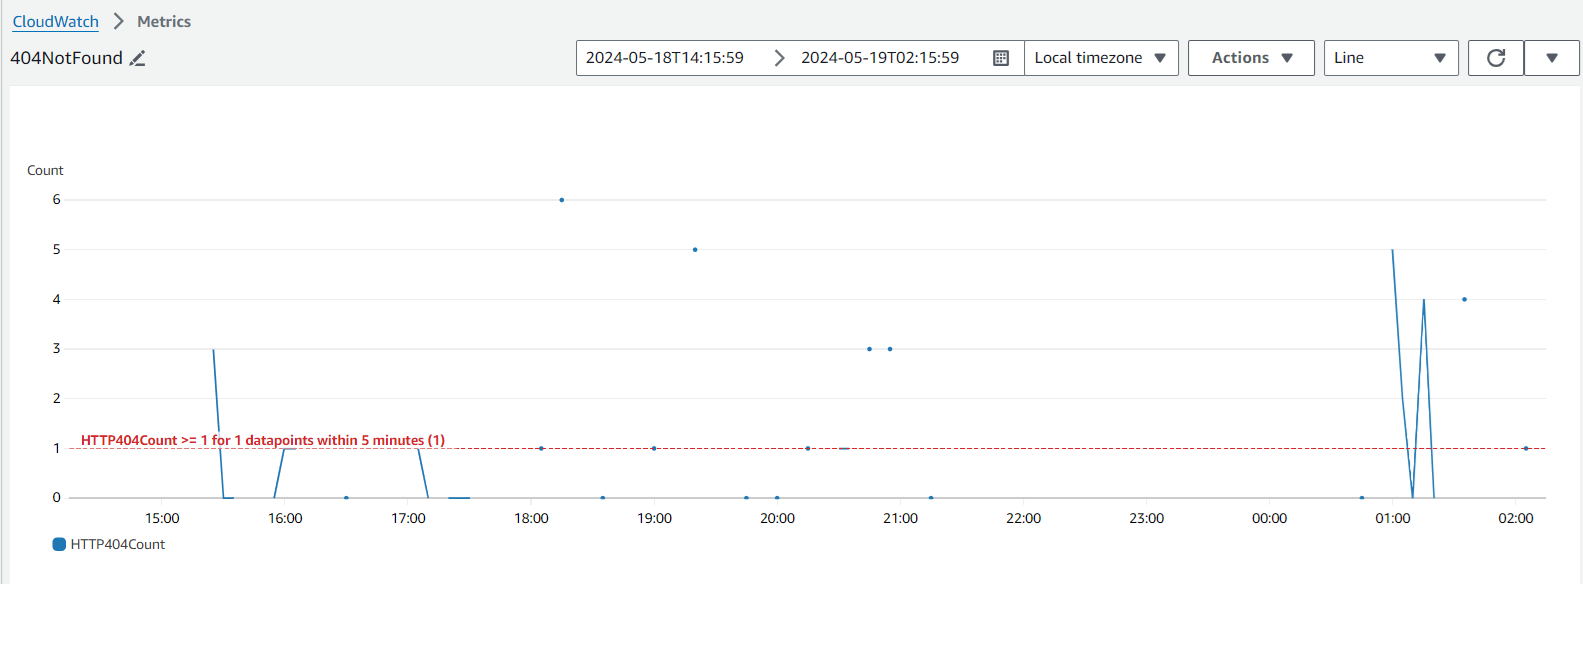 CloudWatch > Metrics
404NotFound
2024-05-18T14:15:59 > 2024-05-19T02:15:59
Local timezone
Actions
Line
Count
6
5
4
3
2
HTTP404Count >= 1 for 1 datapoints within 5 minutes (1)
1
0
15:00 16:00 17:00 18:00 19:00 20:00 21:00 22:00 23:00 00:00 01:00 02:00
HTTP404Count